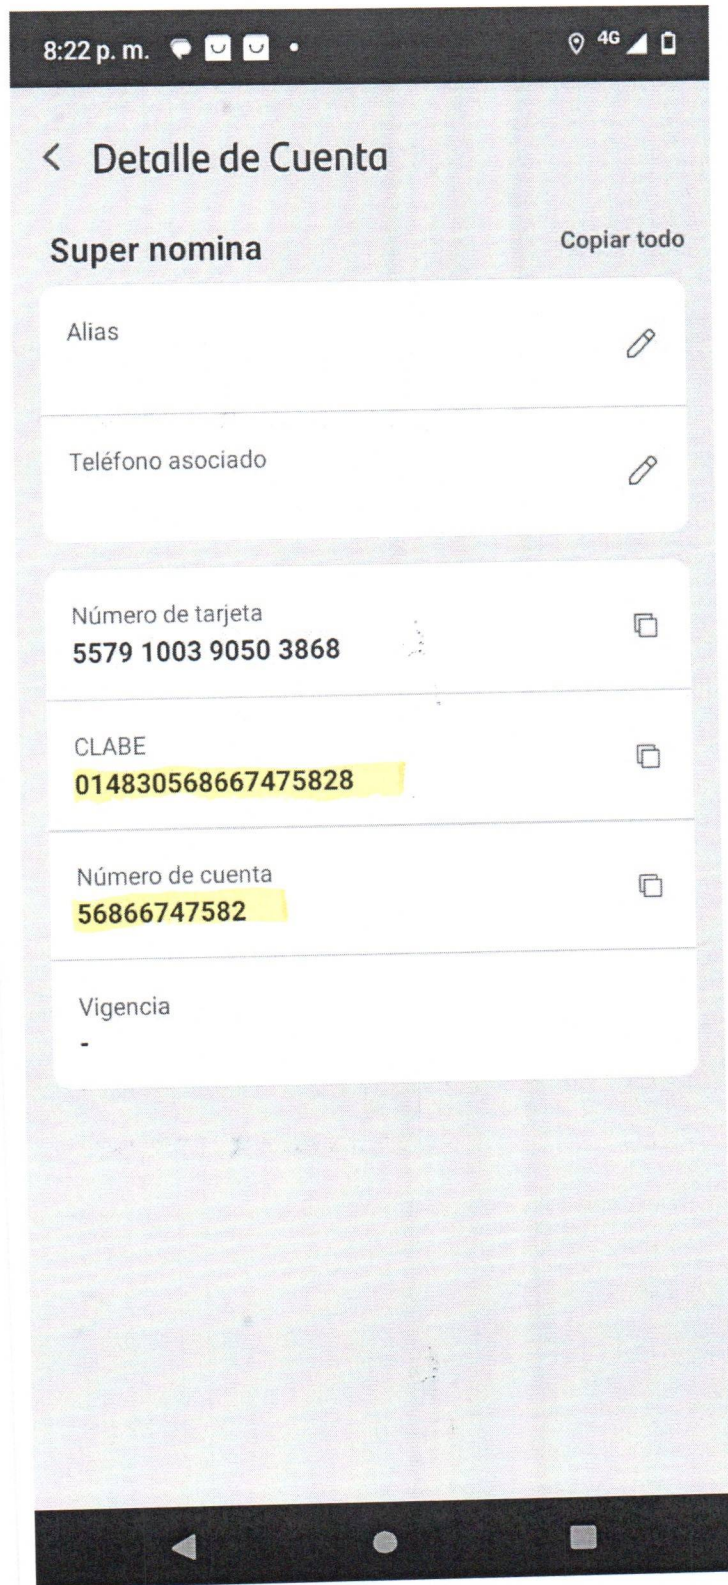 8:22 p. m.
4G
Detalle de Cuenta
Super nomina
Copiar todo
Alias
Teléfono asociado
Número de tarjeta
5579 1003 9050 3868
CLABE
014830568667475828
Número de cuenta
56866747582
Vigencia
-